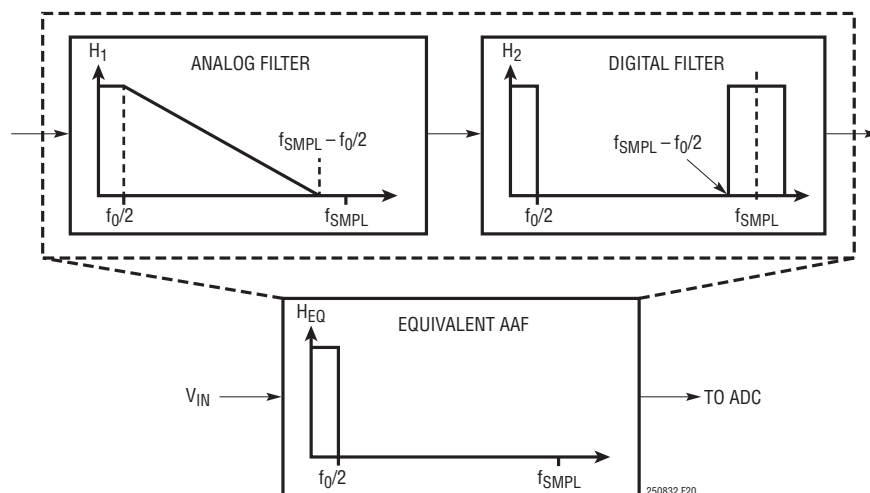 H1
ANALOG FILTER
fSMPL – f0/2
f0/2
fSMPL
H2
DIGITAL FILTER
fSMPL – f0/2
f0/2
fSMPL
HEQ
EQUIVALENT AAF
VIN
TO ADC
f0/2
fSMPL
250832 F20